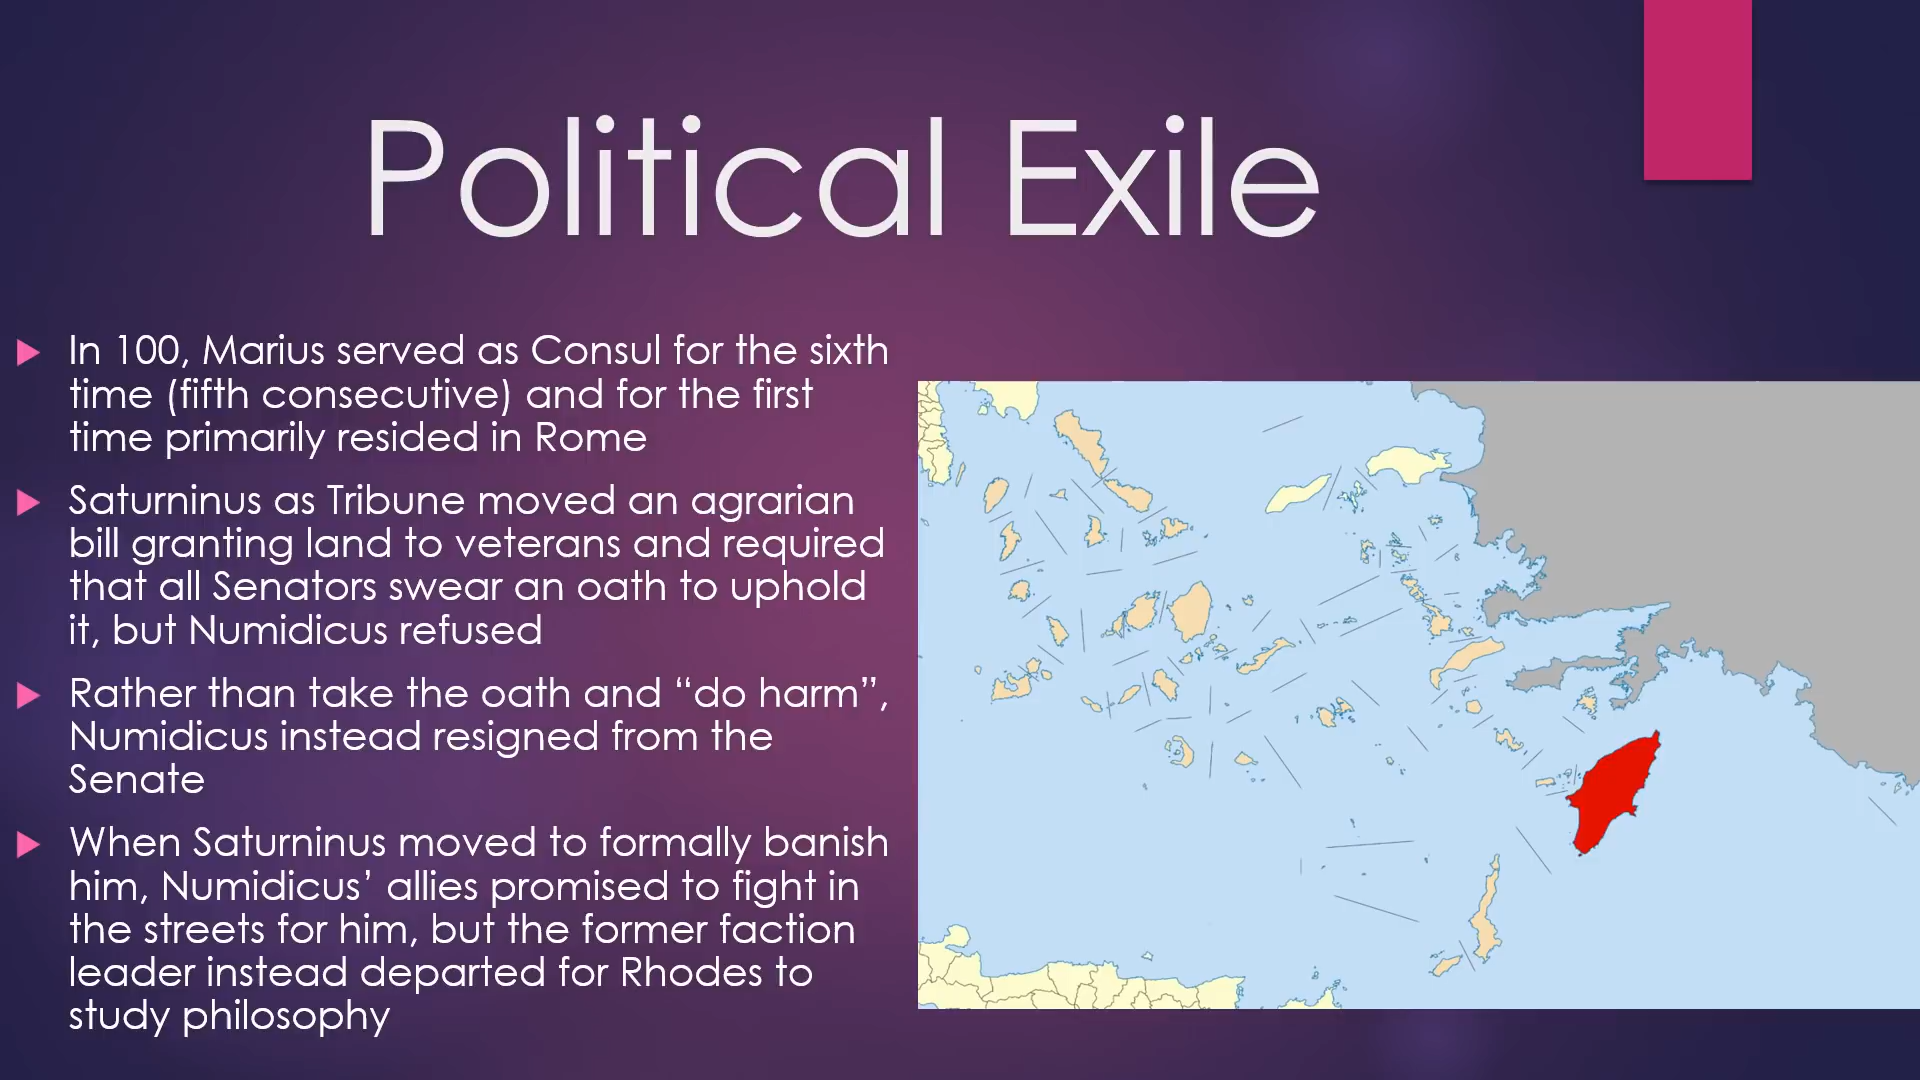 Political Exile
In 100, Marius served as Consul for the sixth
time (fifth consecutive) and for the first
time primarily resided in Rome
Saturninus as Tribune moved an agrarian
bill granting land to veterans and required
that all Senators swear an oath to uphold
it, but Numidicus refused
Rather than take the oath and “do harm”,
Numidicus instead resigned from the
Senate
When Saturninus moved to formally banish
him, Numidicus’ allies promised to fight in
the streets for him, but the former faction
leader instead departed for Rhodes to
study philosophy